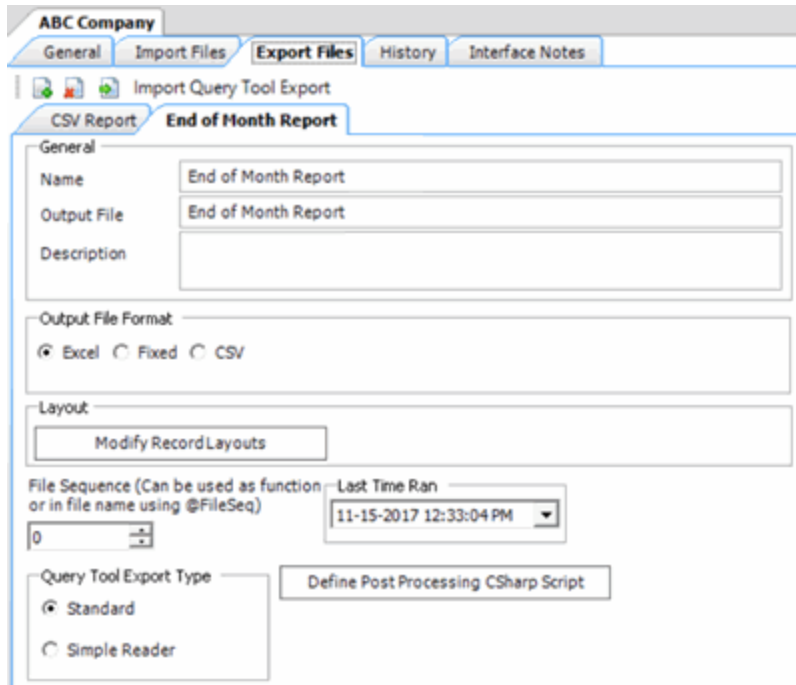 ABC Company
General Import Files Export Files History Interface Notes
Import Query Tool Export
CSV Report End of Month Report
General
Name End of Month Report
Output File End of Month Report
Description
Output File Format
Excel Fixed CSV
Layout
Modify Record Layouts
File Sequence (Can be used as function
or in file name using @FileSeq)
0
Last Time Ran
11-15-2017 12:33:04 PM
Query Tool Export Type
Standard
Simple Reader
Define Post Processing CSharp Script